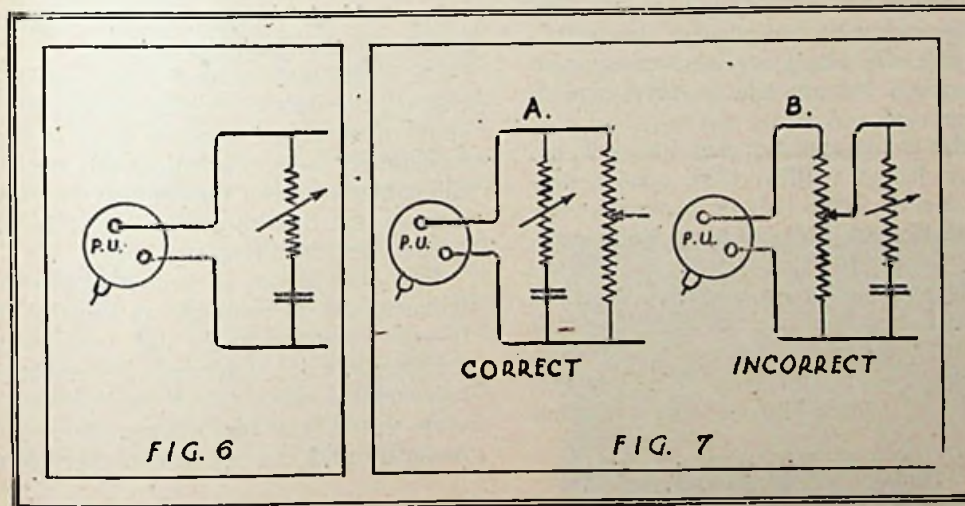 P.U.
FIG. 6
A.
P.U.
CORRECT
B.
P.U.
INCORRECT
FIG. 7